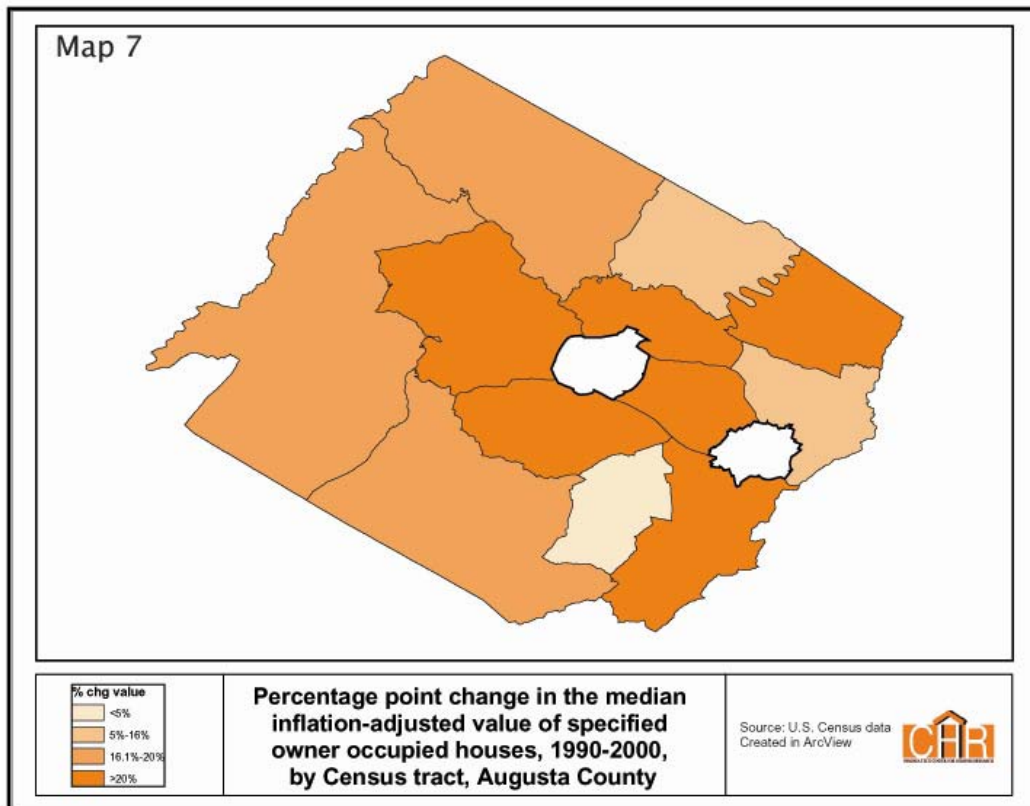 Map 7
% chg value
<5%
5%-16%
16.1%-20%
>20%
Percentage point change in the median
inflation-adjusted value of specified
owner occupied houses, 1990-2000,
by Census tract, Augusta County
Source: U.S. Census data
Created in ArcView
CHR